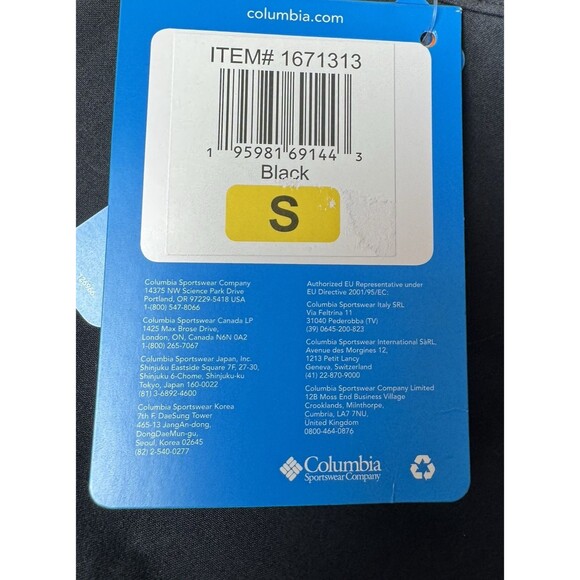 columbia.com
ITEM# 1671313
1 95981 69144 3
Black
S
Columbia Sportswear Company
14375 NW Science Park Drive
Portland, OR 97229-5418 USA
1-(800) 547-8066
Columbia Sportswear Canada LP
1425 Max Brose Drive,
London, ON, Canada N6N 0A2
1-(800) 265-7067
Columbia Sportswear Japan, Inc.
Shinjuku Eastside Square 7F, 27-30,
Shinjuku 6-Chome, Shinjuku-ku
Tokyo, Japan 160-0022
(81) 3-6892-4600
Columbia Sportswear Korea
7th F, DaeSung Tower
465-13 JangAn-dong,
DongDaeMun-gu,
Seoul, Korea 02645
(82) 2-540-0277
Authorized EU Representative under
EU Directive 2001/95/EC:
Columbia Sportswear Italy SRL
Via Feltrina 11
31040 Pederobba (TV)
(39) 0645-200-823
Columbia Sportswear International SàRL,
Avenue des Morgines 12,
1213 Petit Lancy
Geneva, Switzerland
(41) 22-870-9000
Columbia Sportswear Company Limited
12B Moss End Business Village
Crooklands, Milnthorpe,
Cumbria, LA7 7NU,
United Kingdom
0800-464-0876
Columbia
Sportswear Company